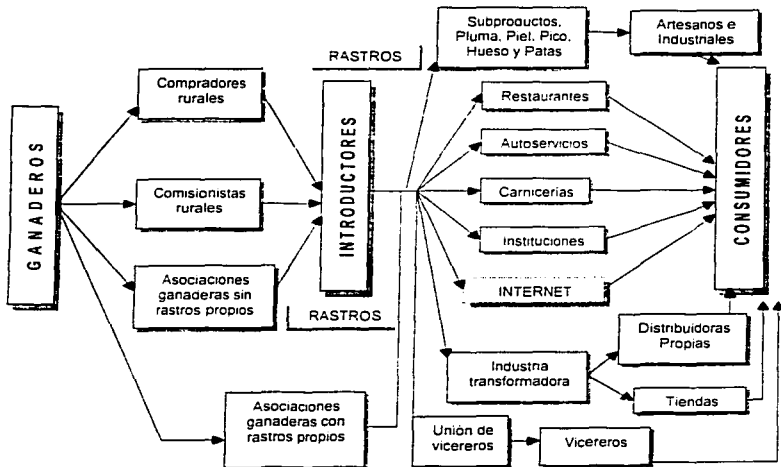 Subproductos,
Pluma, Piel, Pico,
Hueso y Patas
Artesanos e
Industriales
RASTROS
Compradores
rurales
Restaurantes
Autoservicios
GANADEROS
Comisionistas
rurales
INTRODUCTORES
Carnicerías
CONSUMIDORES
Instituciones
Asociaciones
ganaderas sin
rastros propios
INTERNET
RASTROS
Distribuidoras
Propias
Industria
transformadora
Tiendas
Asociaciones
ganaderas con
rastros propios
Unión de
vicereros
Vicereros